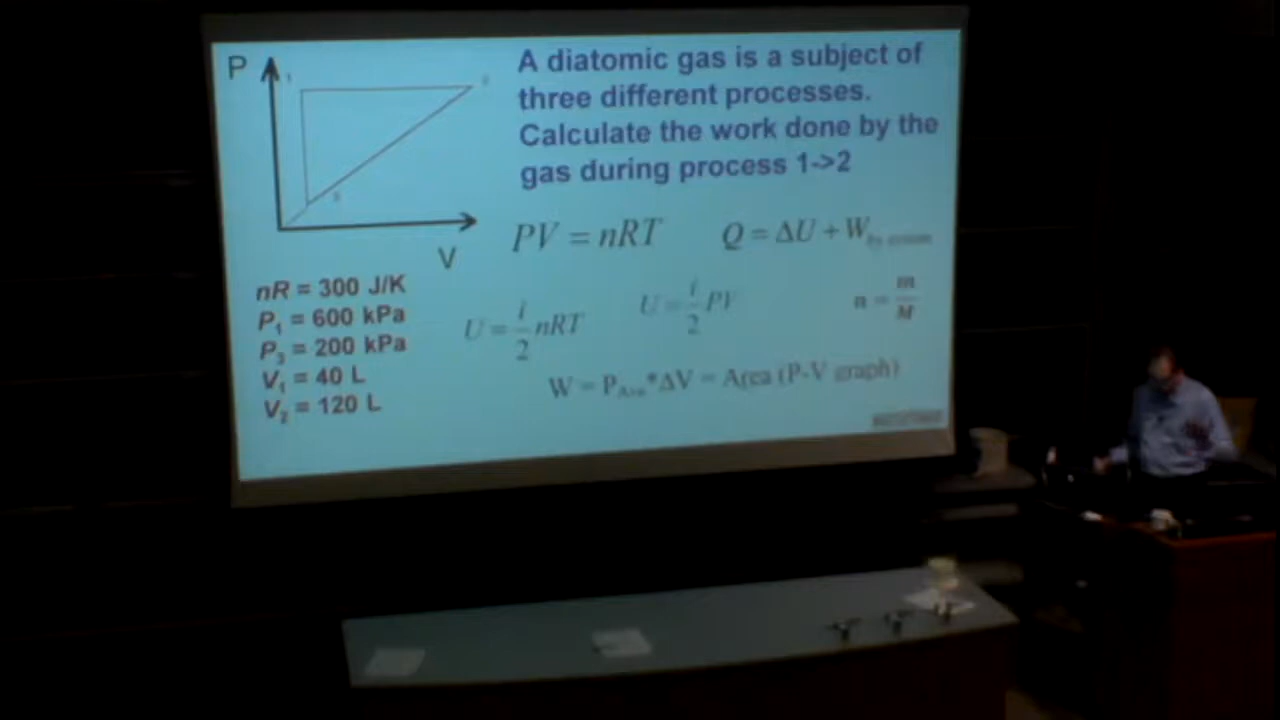 P
V
A diatomic gas is a subject of
three different processes.
Calculate the work done by the
gas during process 1->2
PV = nRT
Q = ΔU + W
nR = 300 J/K
P₁ = 600 kPa
P₃ = 200 kPa
V₁ = 40 L
V₂ = 120 L
U = i/2 nRT
U = i/2 PV
n = m/M
W = P *ΔV = Area (P-V graph)